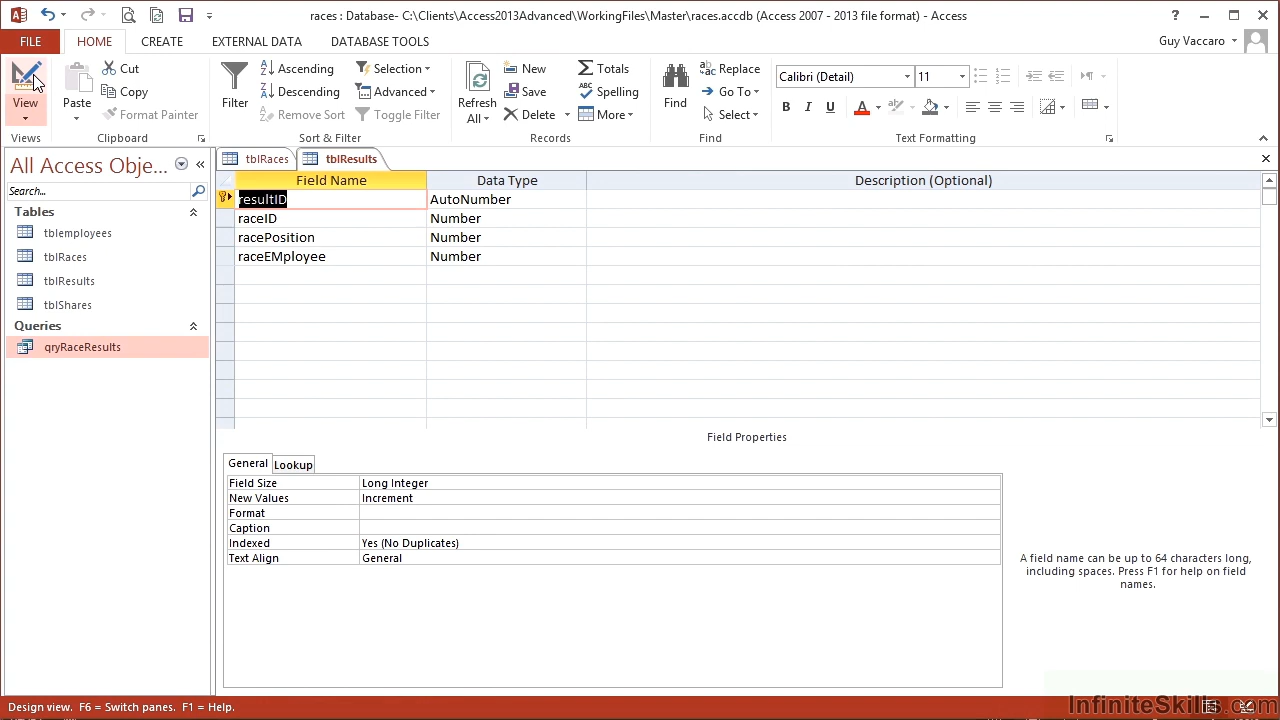 races : Database- C:\Clients\Access2013Advanced\WorkingFiles\Master\races.accdb (Access 2007 - 2013 file format) - Access
?
FILE HOME CREATE EXTERNAL DATA DATABASE TOOLS
Guy Vaccaro
View
Views
Paste
Cut
Copy
Format Painter
Clipboard
Filter
Ascending
Descending
Remove Sort
Selection
Advanced
Toggle Filter
Sort & Filter
Refresh
All
New
Save
Delete
Totals
Spelling
More
Records
Find
Replace
Go To
Select
Find
Calibri (Detail) 11
B I U A
Text Formatting
All Access Obje...
Search...
Tables
tblemployees
tblRaces
tblResults
tblShares
Queries
qryRaceResults
tblRaces tblResults
Field Name Data Type Description (Optional)
resultID AutoNumber
raceID Number
racePosition Number
raceEMployee Number
Field Properties
General Lookup
Field Size Long Integer
New Values Increment
Format
Caption
Indexed Yes (No Duplicates)
Text Align General
A field name can be up to 64 characters long,
including spaces. Press F1 for help on field
names.
Design view. F6 = Switch panes. F1 = Help.
InfiniteSkills.com